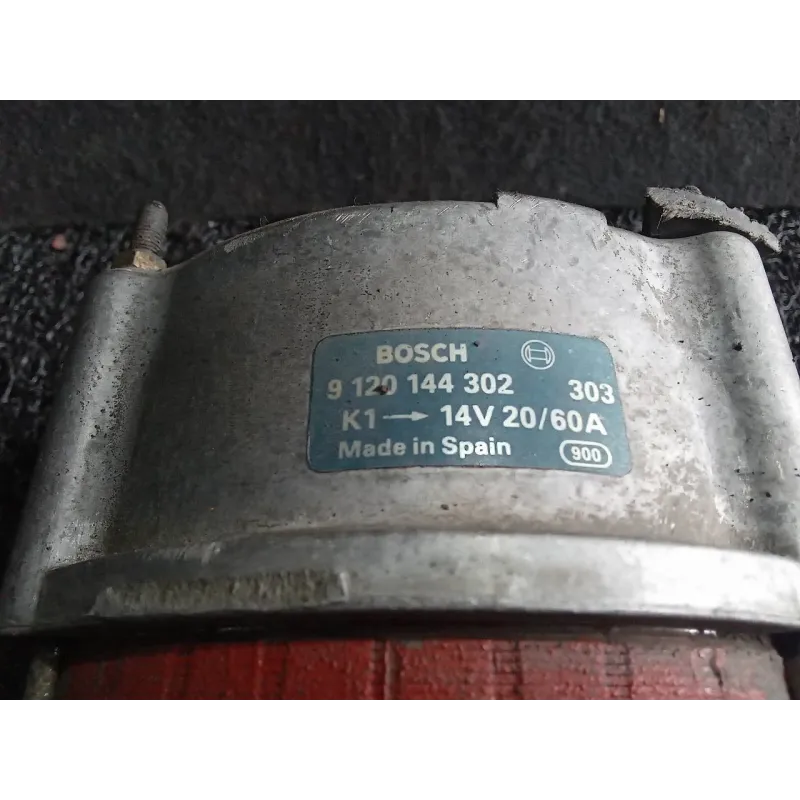 BOSCH
9 120 144 302 303
K1 → 14V 20/60A
Made in Spain 900